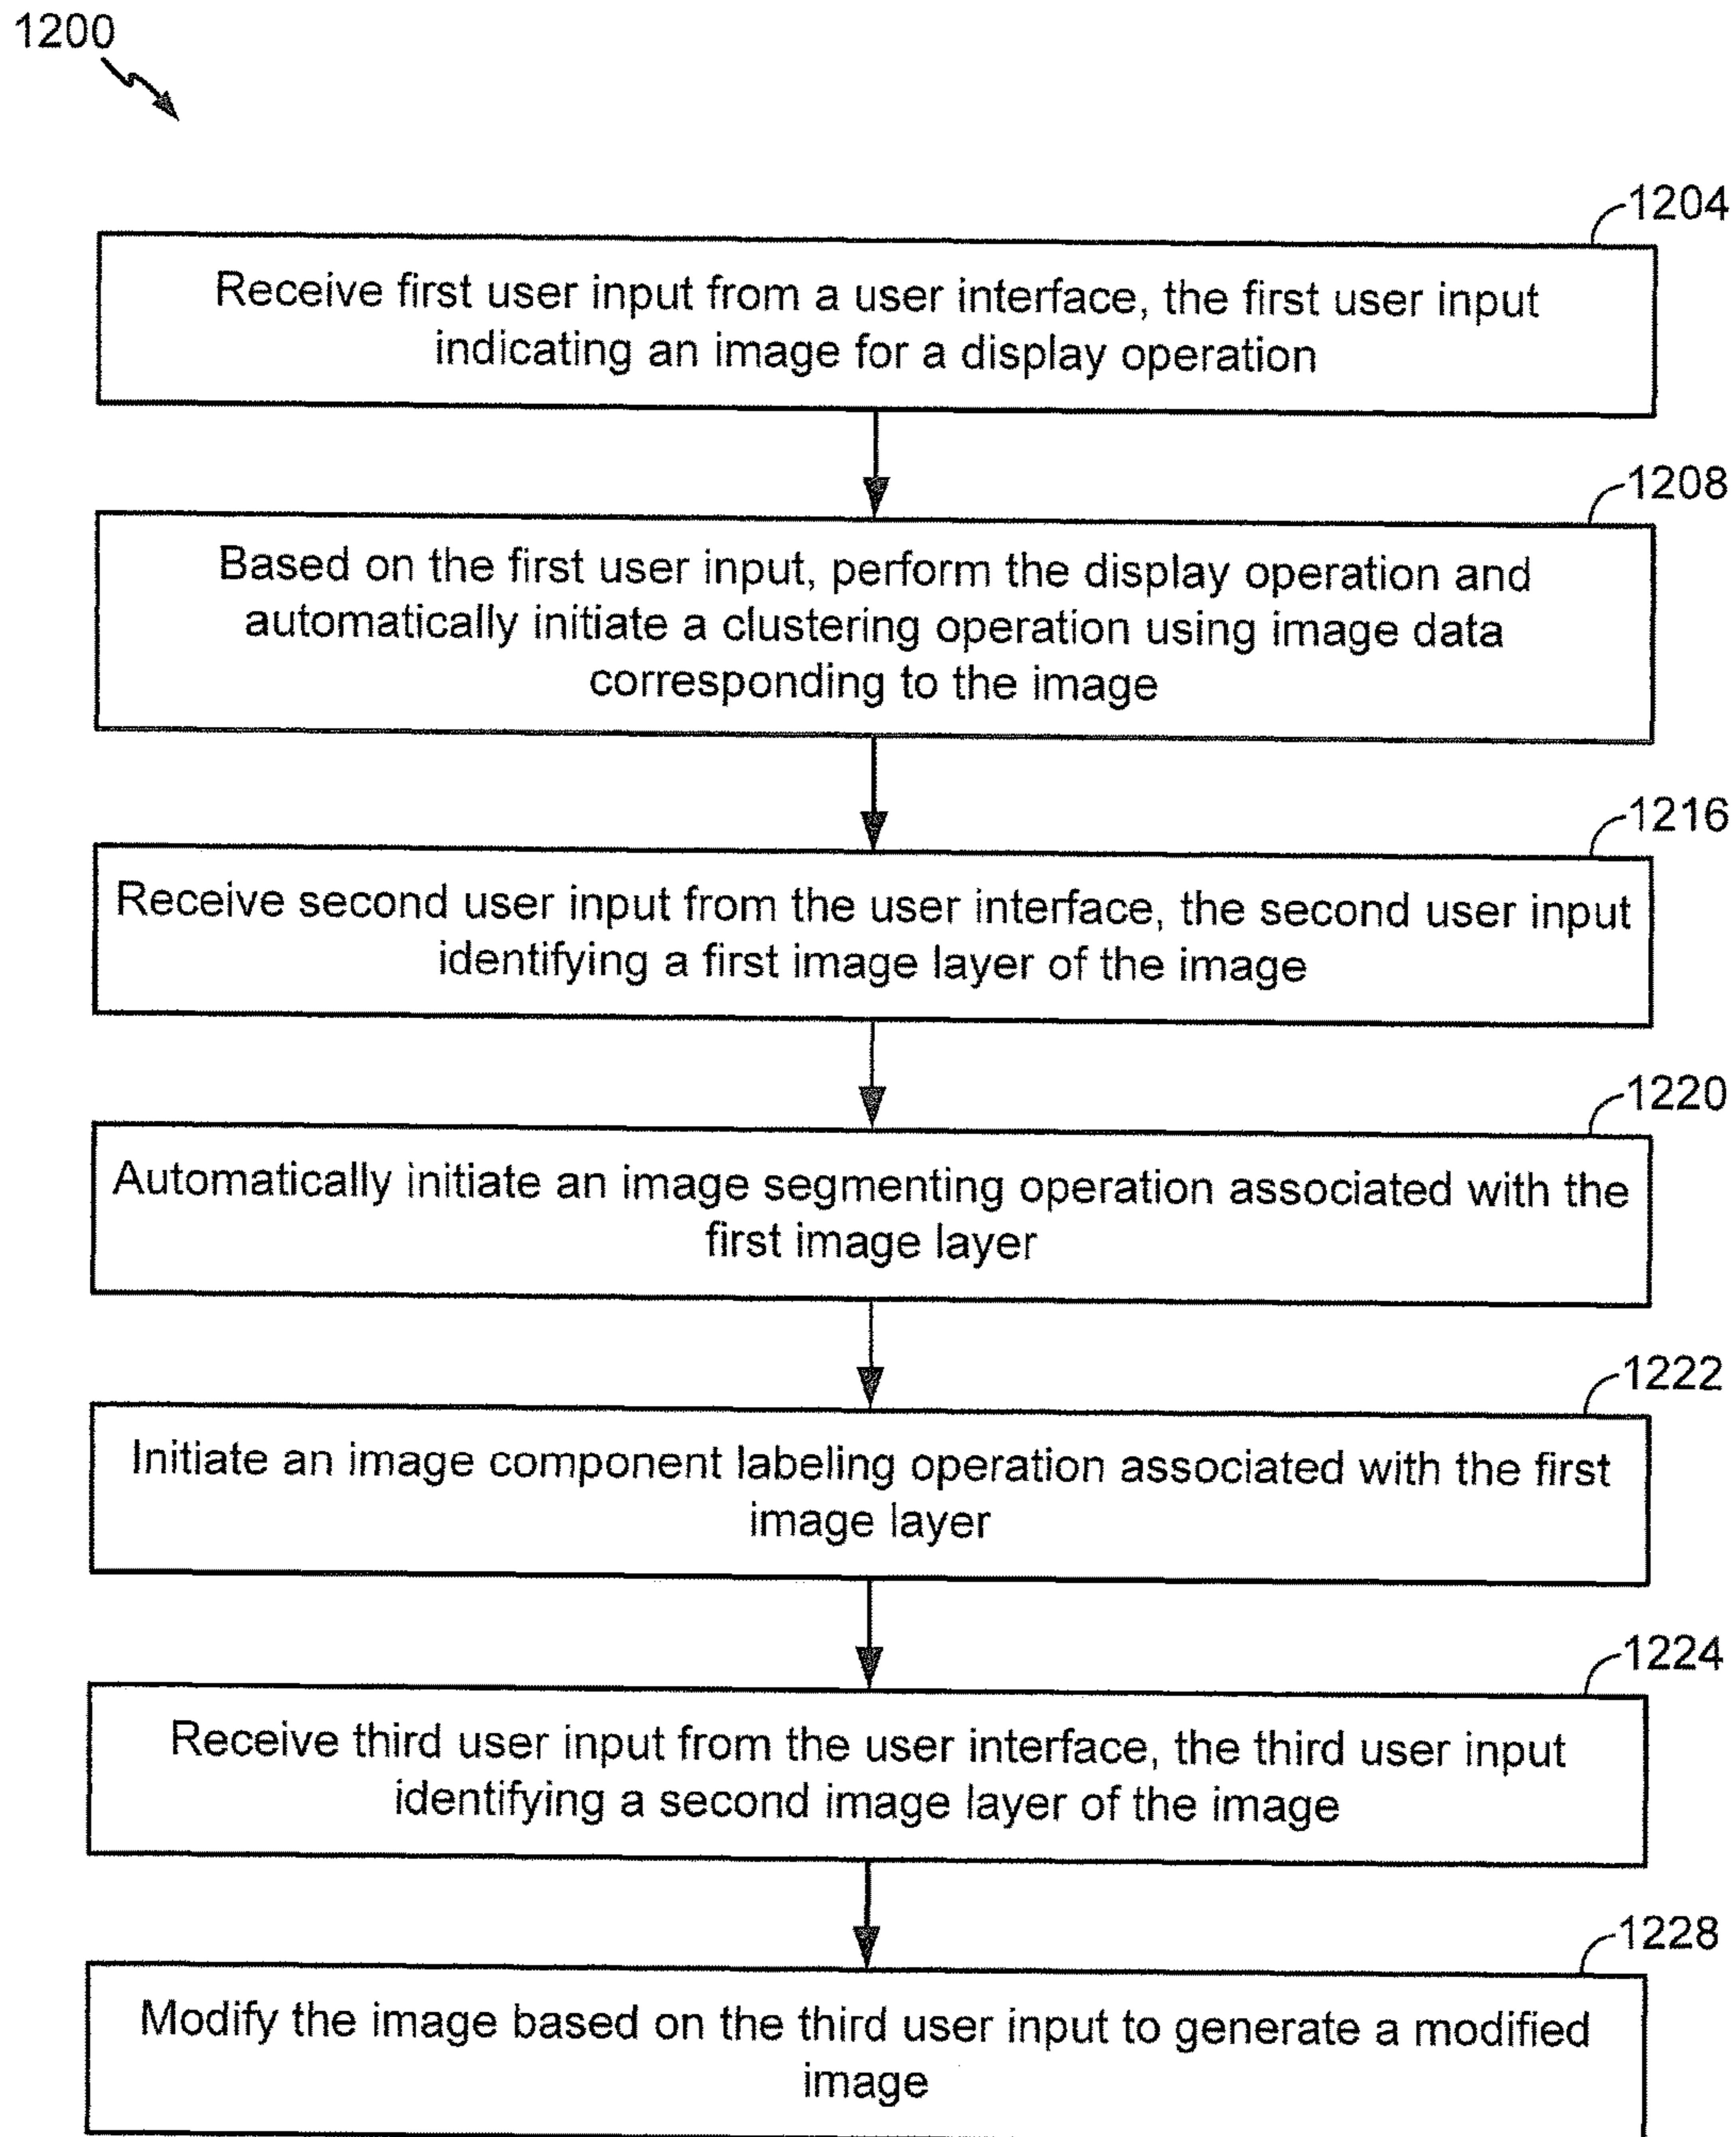 1200
1204
Receive first user input from a user interface, the first user input
indicating an image for a display operation
1208
Based on the first user input, perform the display operation and
automatically initiate a clustering operation using image data
corresponding to the image
1216
Receive second user input from the user interface, the second user input
identifying a first image layer of the image
1220
Automatically initiate an image segmenting operation associated with the
first image layer
1222
Initiate an image component labeling operation associated with the first
image layer
1224
Receive third user input from the user interface, the third user input
identifying a second image layer of the image
1228
Modify the image based on the third user input to generate a modified
image